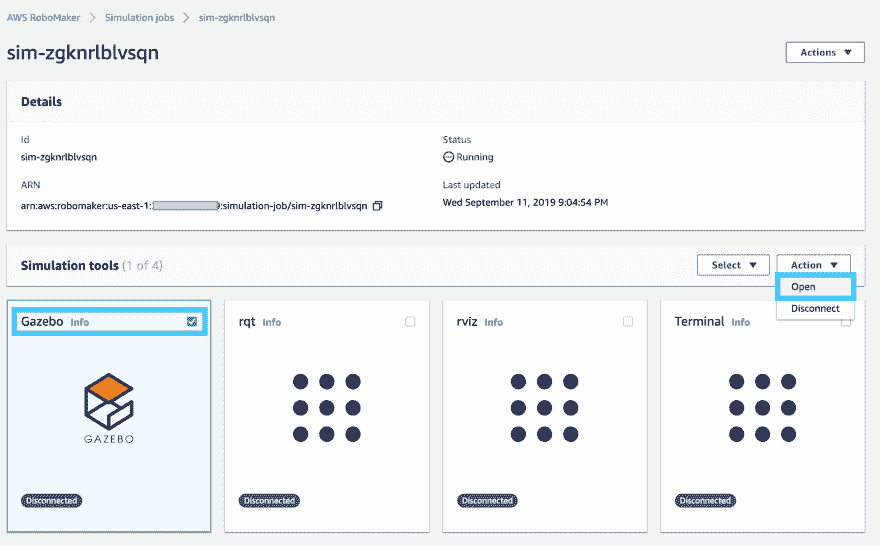 AWS RoboMaker > Simulation jobs > sim-zgknrlblvsqn
sim-zgknrlblvsqn
Actions
Details
Id
sim-zgknrlblvsqn
Status
Running
ARN
arn:aws:robomaker:us-east-1: :simulation-job/sim-zgknrlblvsqn
Last updated
Wed September 11, 2019 9:04:54 PM
Simulation tools (1 of 4)
Select
Action
Open
Disconnect
Gazebo Info
GAZEBO
Disconnected
rqt Info
Disconnected
rviz Info
Disconnected
Terminal Info
Disconnected